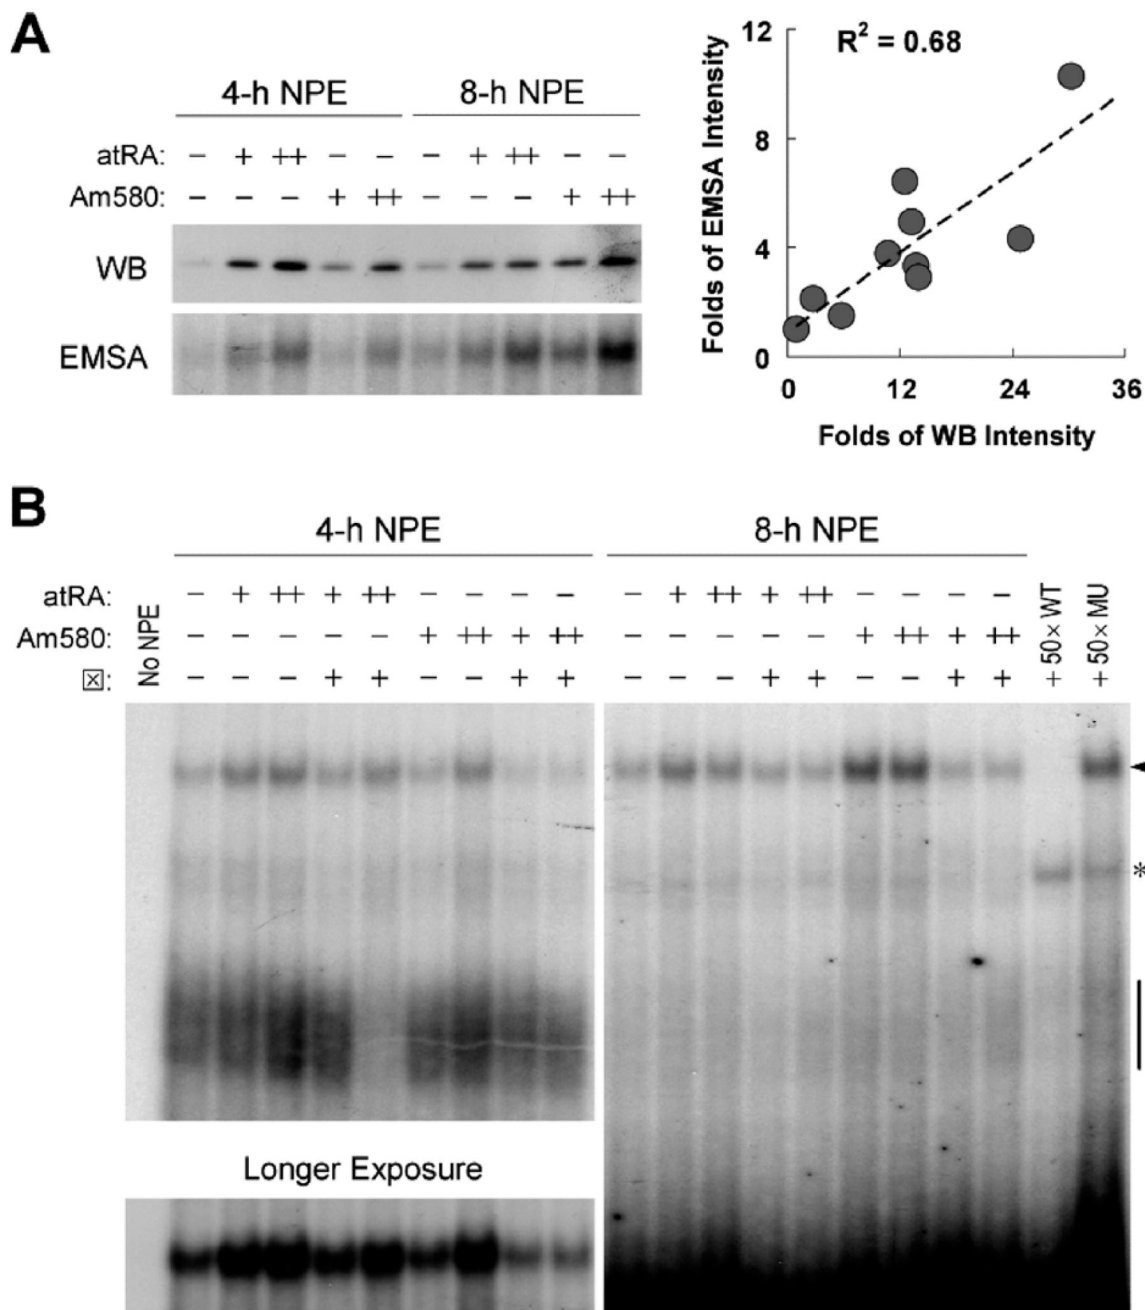 A
4-h NPE 8-h NPE
atRA: − + ++ − − − + ++ − −
Am580: − − − + ++ − − − + ++
WB
EMSA
R² = 0.68
Folds of EMSA Intensity
12
8
4
0
0 12 24 36
Folds of WB Intensity
B
4-h NPE 8-h NPE
No NPE
atRA: − + ++ + ++ − − − − − + ++ + ++ − − − −
Am580: − − − − − + ++ + ++ − − − − − + ++ + ++
☒: − − − + + − − + + − − − + + − − + +
+ 50× WT
+ 50× MU
*
Longer Exposure